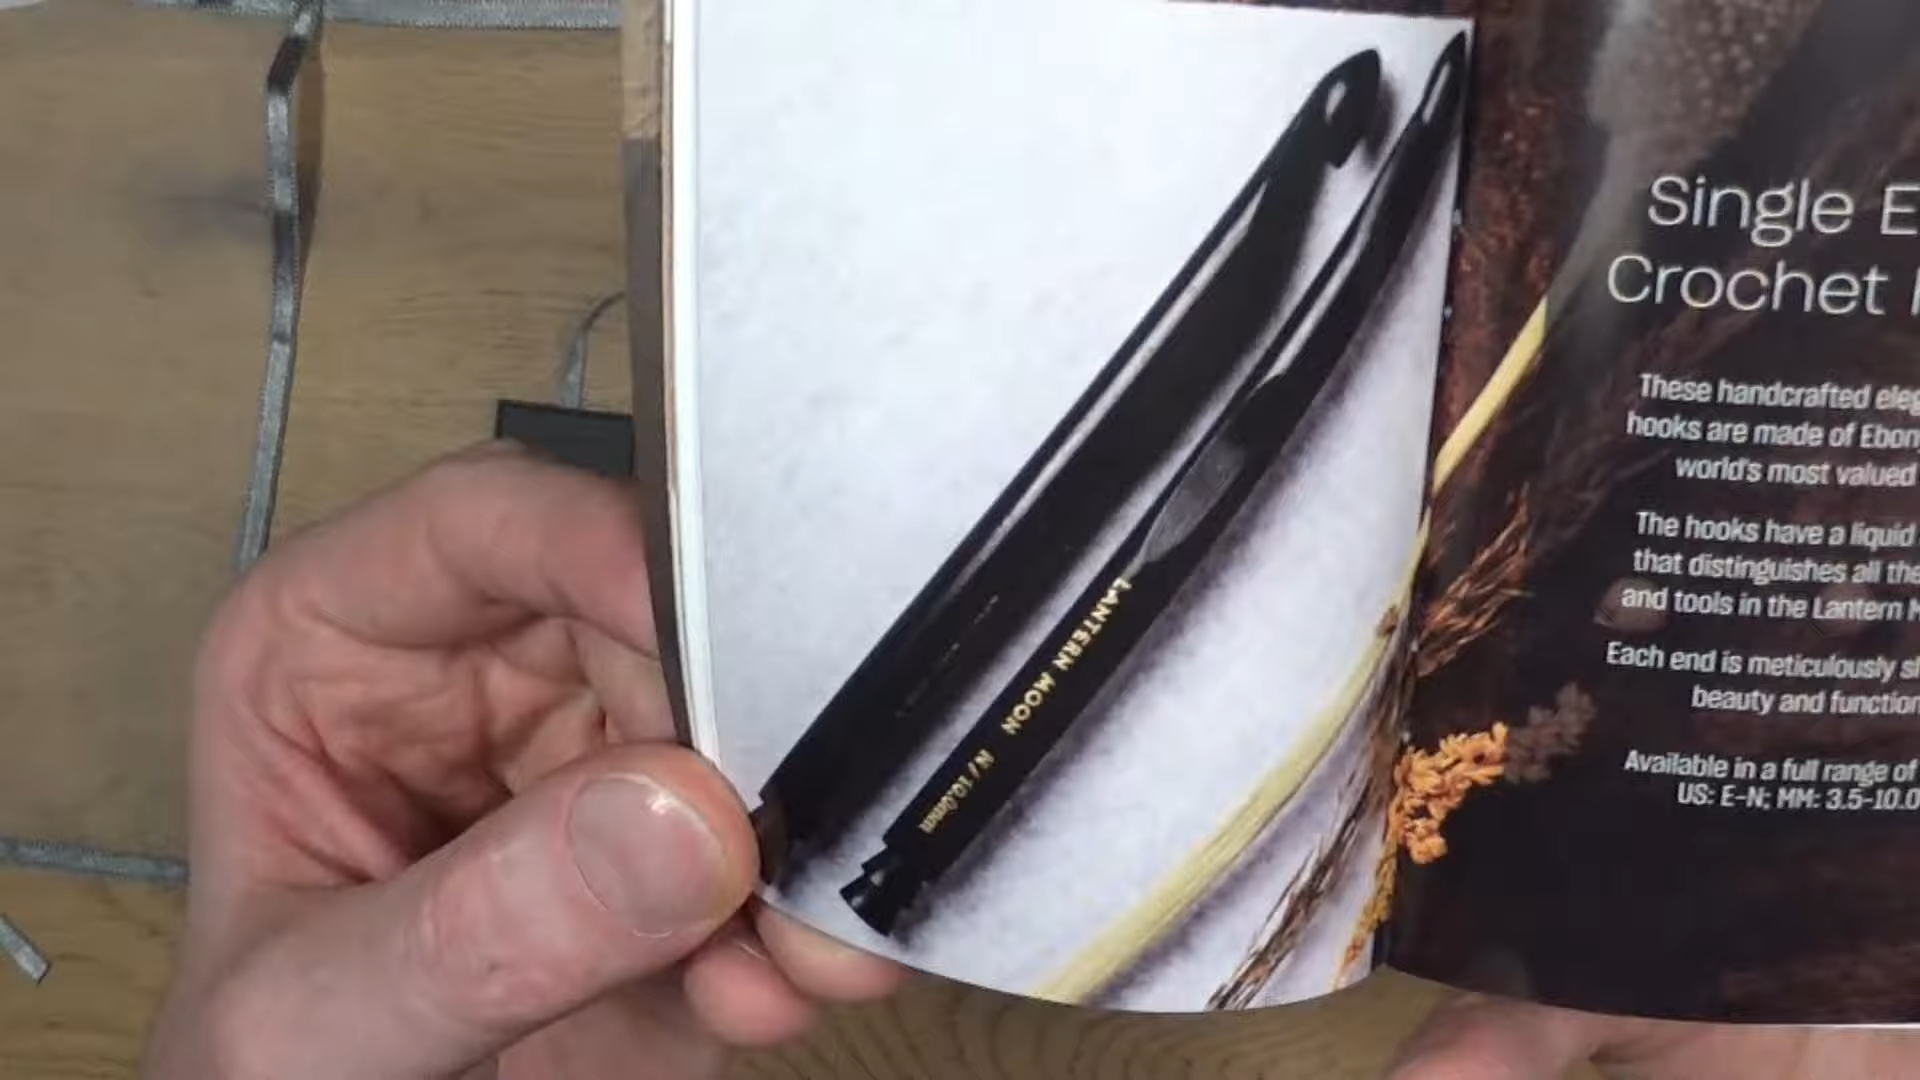 LANTERN MOON N/10.0mm
Single E
Crochet
These handcrafted eleg
hooks are made of Ebon
world's most valued
The hooks have a liquid
that distinguishes all the
and tools in the Lantern M
Each end is meticulously s
beauty and function
Available in a full range of
US: E-N; MM: 3.5-10.0